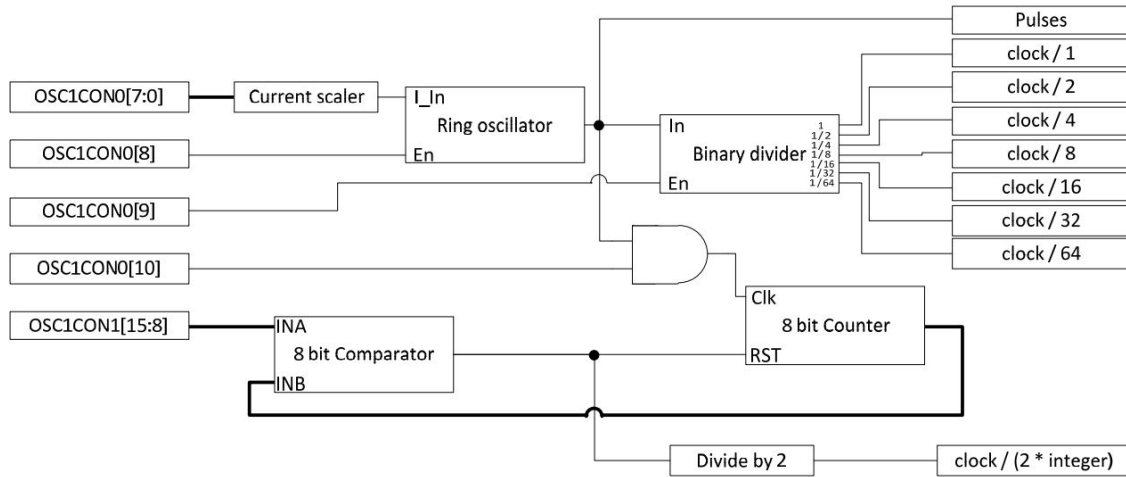 Pulses
clock / 1
OSC1CON0[7:0]
Current scaler
I_In
Ring oscillator
En
clock / 2
clock / 4
In
Binary divider
En
1
1/2
1/4
1/8
1/16
1/32
1/64
OSC1CON0[8]
clock / 8
clock / 16
OSC1CON0[9]
clock / 32
clock / 64
OSC1CON0[10]
Clk
8 bit Counter
RST
OSC1CON1[15:8]
INA
8 bit Comparator
INB
Divide by 2
clock / (2 * integer)